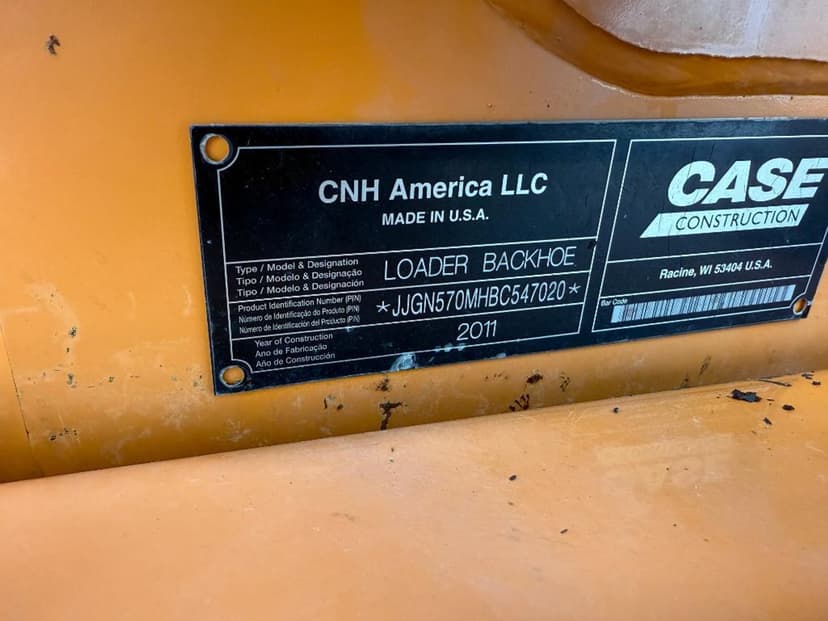 CNH America LLC
MADE IN U.S.A.
Type / Model & Designation
Tipo / Modelo & Designação
Tipo / Modelo & Designación
LOADER BACKHOE
Product Identification Number (PIN)
Número de Identificação do Produto (PIN)
Número de Identificación del Producto (PIN)
*JJGN570MHBC547020*
Year of Construction
Ano de Fabricação
Año de Construcción
2011
CASE
CONSTRUCTION
Racine, WI 53404 U.S.A.
Bar Code